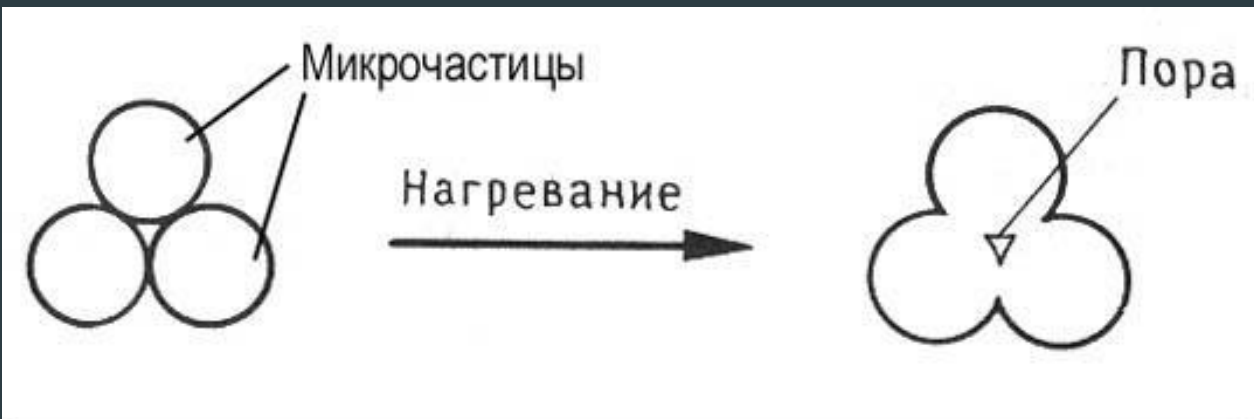 Микрочастицы
Пора
Нагревание